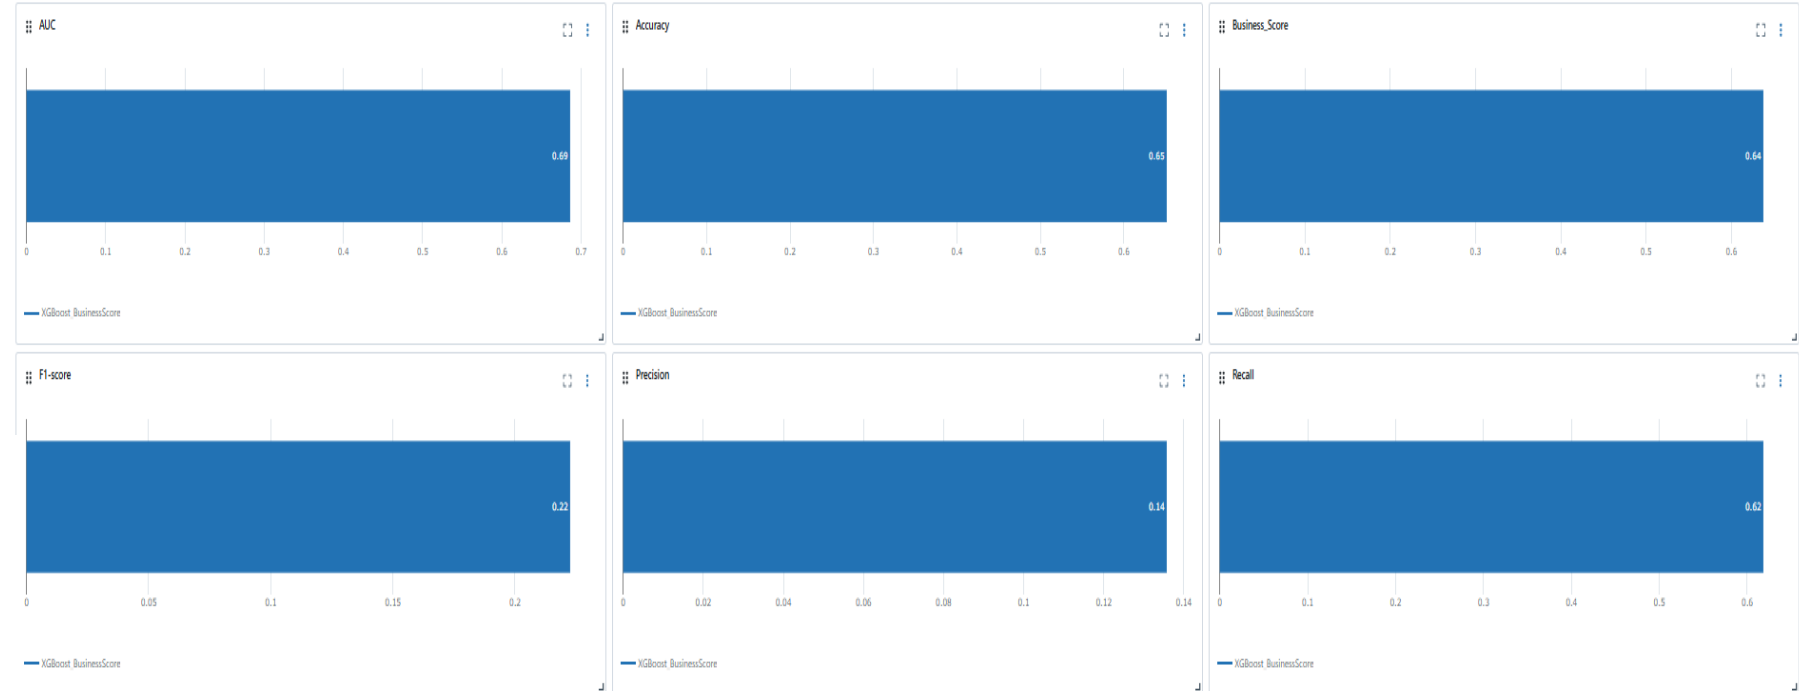 AUC
0.69
0 0.1 0.2 0.3 0.4 0.5 0.6 0.7
XGBoost BusinessScore
Accuracy
0.65
0 0.1 0.2 0.3 0.4 0.5 0.6
XGBoost BusinessScore
Business_Score
0.64
0 0.1 0.2 0.3 0.4 0.5 0.6
XGBoost BusinessScore
F1-score
0.22
0 0.05 0.1 0.15 0.2
XGBoost BusinessScore
Precision
0.14
0 0.02 0.04 0.06 0.08 0.1 0.12 0.14
XGBoost BusinessScore
Recall
0.62
0 0.1 0.2 0.3 0.4 0.5 0.6
XGBoost BusinessScore